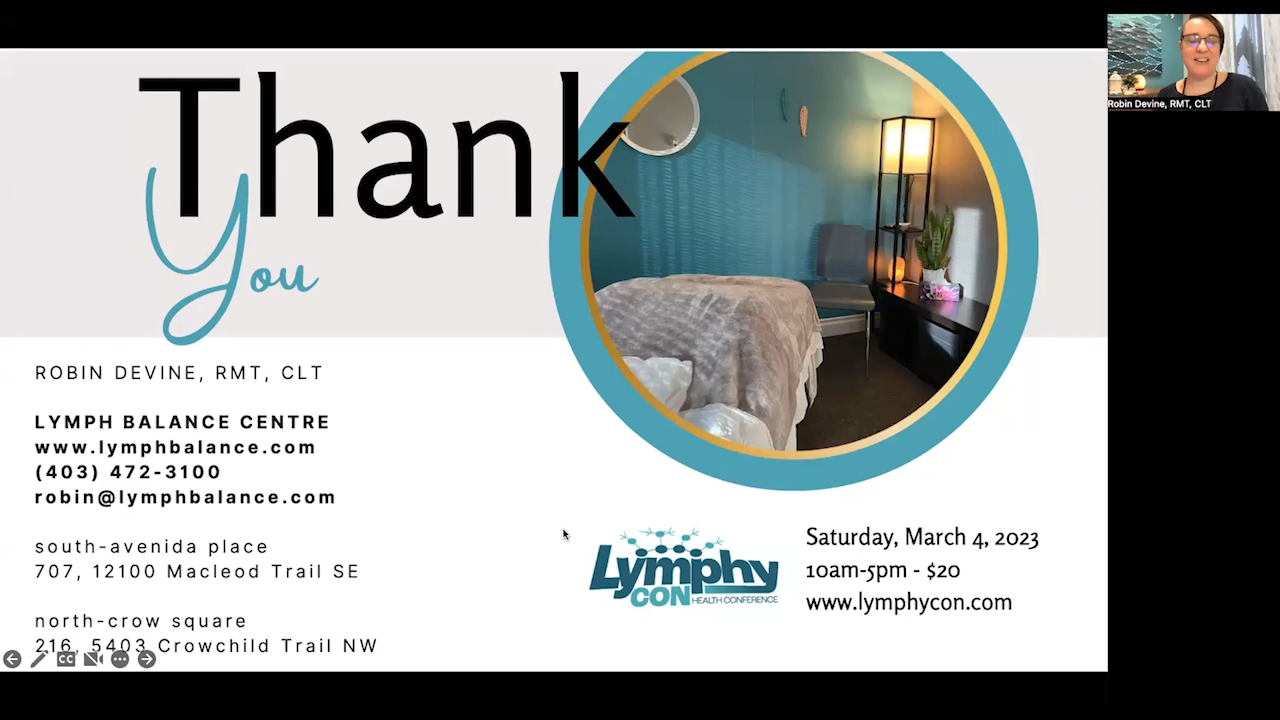 Thank
You
ROBIN DEVINE, RMT, CLT
LYMPH BALANCE CENTRE
www.lymphbalance.com
(403) 472-3100
robin@lymphbalance.com
south-avenida place
707, 12100 Macleod Trail SE
north-crow square
216, 5403 Crowchild Trail NW
Lymphy
CON HEALTH CONFERENCE
Saturday, March 4, 2023
10am-5pm - $20
www.lymphycon.com
Robin Devine, RMT, CLT
CC